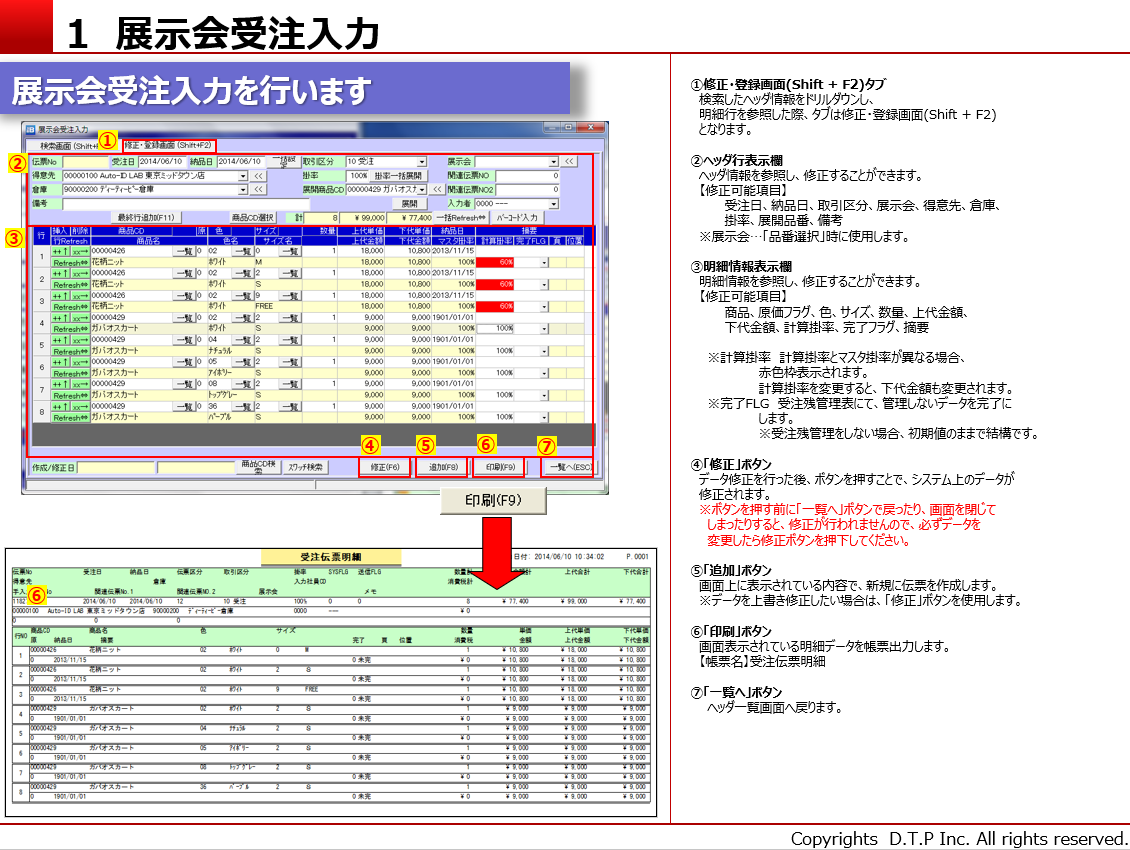 1 展示会受注入力
展示会受注入力を行います
展示会受注入力
検索画面 (Shift+
①
修正・登録画面 (Shift+F2)
②
伝票No 受注日 2014/06/10 納品日 2014/06/10 取引区分 10 受注 展示会 <<
得意先 00000100 Auto-ID LAB 東京ミッドタウン店 << 掛率 100% 掛率一括展開 関連伝票NO 0
倉庫 90000200 ディーティーピー倉庫 << 展開商品CD 00000429 ガバオスカ << 関連伝票NO2 0
備考 展開 入力者 0000 ---
最終行追加(F11) 商品CD選択 計 8 ¥ 99,000 ¥ 77,400 一括Refresh⇔ バーコード入力
③
行 挿入 削除 商品CD 原 色 サイズ 数量 上代単価 下代単価 納品日 摘要
行Refresh 商品名 色名 サイズ名 上代金額 下代金額 マスタ掛率 計算掛率 完了FLG 頁 位置
1 ++↑ xx→ 00000426 一覧 0 02 一覧 0 一覧 1 18,000 10,800 2013/11/15
Refresh⇔ 花柄ニット ホワイト M 18,000 10,800 100% 60%
2 ++↑ xx→ 00000426 一覧 0 02 一覧 2 一覧 1 18,000 10,800 2013/11/15
Refresh⇔ 花柄ニット ホワイト S 18,000 10,800 100% 60%
3 ++↑ xx→ 00000426 一覧 0 02 一覧 9 一覧 1 18,000 10,800 2013/11/15
Refresh⇔ 花柄ニット ホワイト FREE 18,000 10,800 100% 60%
4 ++↑ xx→ 00000429 一覧 0 02 一覧 2 一覧 1 9,000 9,000 1901/01/01
Refresh⇔ ガバオスカート ホワイト S 9,000 9,000 100% 100%
5 ++↑ xx→ 00000429 一覧 0 04 一覧 2 一覧 1 9,000 9,000 1901/01/01
Refresh⇔ ガバオスカート ナチュラル S 9,000 9,000 100% 100%
6 ++↑ xx→ 00000429 一覧 0 05 一覧 2 一覧 1 9,000 9,000 1901/01/01
Refresh⇔ ガバオスカート アイボリー S 9,000 9,000 100% 100%
7 ++↑ xx→ 00000429 一覧 0 08 一覧 2 一覧 1 9,000 9,000 1901/01/01
Refresh⇔ ガバオスカート トップグレー S 9,000 9,000 100% 100%
8 ++↑ xx→ 00000429 一覧 0 36 一覧 2 一覧 1 9,000 9,000 1901/01/01
Refresh⇔ ガバオスカート パープル S 9,000 9,000 100% 100%
④ ⑤ ⑥ ⑦
作成/修正日 商品CD検索 スワッチ検索 修正(F6) 追加(F8) 印刷(F9) 一覧へ(ESC)
印刷(F9)
受注伝票明細
日付: 2014/06/10 10:34:02 P.0001
伝票No 受注日 納品日 伝票区分 取引区分 掛率 SYSFLG 送信FLG 数量計 上代合計 下代合計
得意先 倉庫 入力社員CD 消費税計
⑥
関連伝票No.1 関連伝票NO.2 展示会 メモ
1182 2014/06/10 2014/06/10 12 10 受注 100% 0 0 8 ¥ 77,400 ¥ 99,000 ¥ 77,400
00000100 Auto-ID LAB 東京ミッドタウン店 90000200 ディーティーピー倉庫 0000 --- ¥ 0
0 0 0
行NO 商品CD 商品名 色 サイズ 数量 単価 上代単価 下代単価
原 納品日 摘要 完了 頁 位置 消費税 金額 上代金額 下代金額
1 00000426 花柄ニット 02 ホワイト 0 M 1 ¥ 10,800 ¥ 18,000 ¥ 10,800
0 2013/11/15 0 未完 ¥ 0 ¥ 10,800 ¥ 18,000 ¥ 10,800
2 00000426 花柄ニット 02 ホワイト 2 S 1 ¥ 10,800 ¥ 18,000 ¥ 10,800
0 2013/11/15 0 未完 ¥ 0 ¥ 10,800 ¥ 18,000 ¥ 10,800
3 00000426 花柄ニット 02 ホワイト 9 FREE 1 ¥ 10,800 ¥ 18,000 ¥ 10,800
0 2013/11/15 0 未完 ¥ 0 ¥ 10,800 ¥ 18,000 ¥ 10,800
4 00000429 ガバオスカート 02 ホワイト 2 S 1 ¥ 9,000 ¥ 9,000 ¥ 9,000
0 1901/01/01 0 未完 ¥ 0 ¥ 9,000 ¥ 9,000 ¥ 9,000
5 00000429 ガバオスカート 04 ナチュラル 2 S 1 ¥ 9,000 ¥ 9,000 ¥ 9,000
0 1901/01/01 0 未完 ¥ 0 ¥ 9,000 ¥ 9,000 ¥ 9,000
6 00000429 ガバオスカート 05 アイボリー 2 S 1 ¥ 9,000 ¥ 9,000 ¥ 9,000
0 1901/01/01 0 未完 ¥ 0 ¥ 9,000 ¥ 9,000 ¥ 9,000
7 00000429 ガバオスカート 08 トップグレー 2 S 1 ¥ 9,000 ¥ 9,000 ¥ 9,000
0 1901/01/01 0 未完 ¥ 0 ¥ 9,000 ¥ 9,000 ¥ 9,000
8 00000429 ガバオスカート 36 パープル 2 S 1 ¥ 9,000 ¥ 9,000 ¥ 9,000
0 1901/01/01 0 未完 ¥ 0 ¥ 9,000 ¥ 9,000 ¥ 9,000
①修正・登録画面(Shift + F2)タブ
検索したヘッダ情報をドリルダウンし、
明細行を参照した際、タブは修正・登録画面(Shift + F2)
となります。
②ヘッダ行表示欄
ヘッダ情報を参照し、修正することができます。
【修正可能項目】
受注日、納品日、取引区分、展示会、得意先、倉庫、
掛率、展開品番、備考
※展示会…「品番選択」時に使用します。
③明細情報表示欄
明細情報を参照し、修正することができます。
【修正可能項目】
商品、原価フラグ、色、サイズ、数量、上代金額、
下代金額、計算掛率、完了フラグ、摘要
※計算掛率 計算掛率とマスタ掛率が異なる場合、
赤色枠表示されます。
計算掛率を変更すると、下代金額も変更されます。
※完了FLG 受注残管理表にて、管理しないデータを完了に
します。
※受注残管理をしない場合、初期値のままで結構です。
④「修正」ボタン
データ修正を行った後、ボタンを押すことで、システム上のデータが
修正されます。
※ボタンを押す前に「一覧へ」ボタンで戻ったり、画面を閉じて
しまったりすると、修正が行われませんので、必ずデータを
変更したら修正ボタンを押下してください。
⑤「追加」ボタン
画面上に表示されている内容で、新規に伝票を作成します。
※データを上書き修正したい場合は、「修正」ボタンを使用します。
⑥「印刷」ボタン
画面表示されている明細データを帳票出力します。
【帳票名】受注伝票明細
⑦「一覧へ」ボタン
ヘッダ一覧画面へ戻ります。
Copyrights D.T.P Inc. All rights reserved.